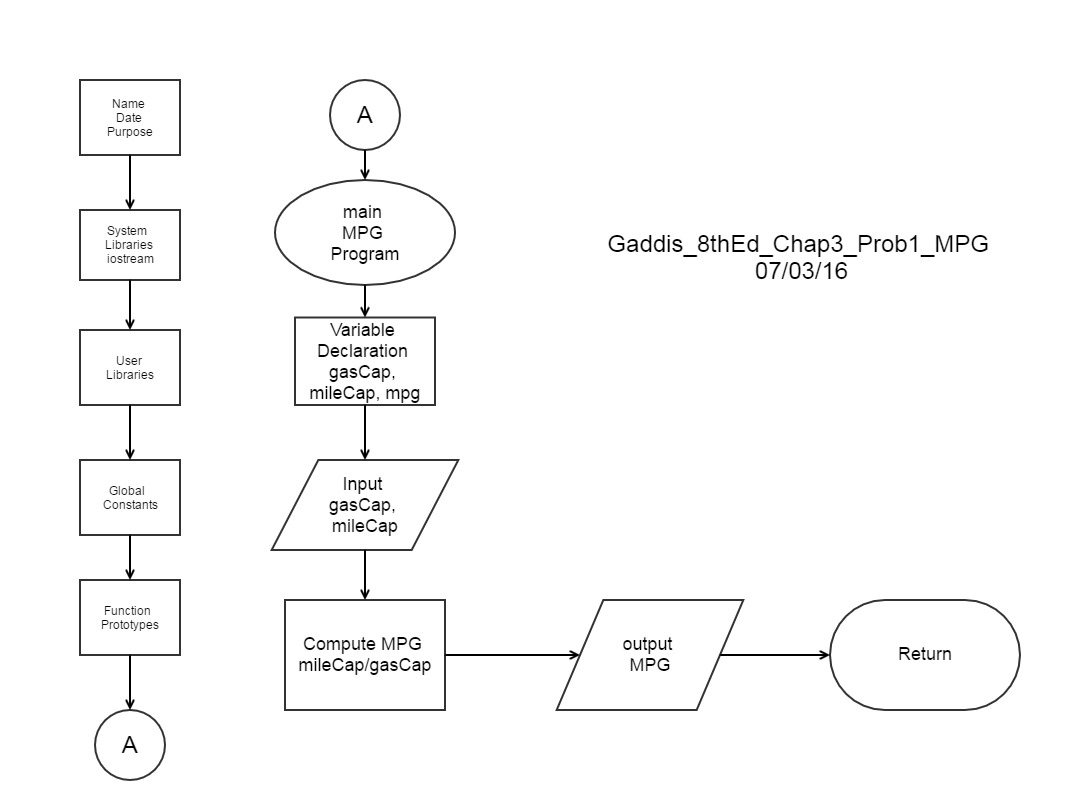 Name
Date
Purpose
System
Libraries
iostream
User
Libraries
Global
Constants
Function
Prototypes
A
A
main
MPG
Program
Variable
Declaration
gasCap,
mileCap, mpg
Input
gasCap,
mileCap
Compute MPG
mileCap/gasCap
output
MPG
Return
Gaddis_8thEd_Chap3_Prob1_MPG
07/03/16